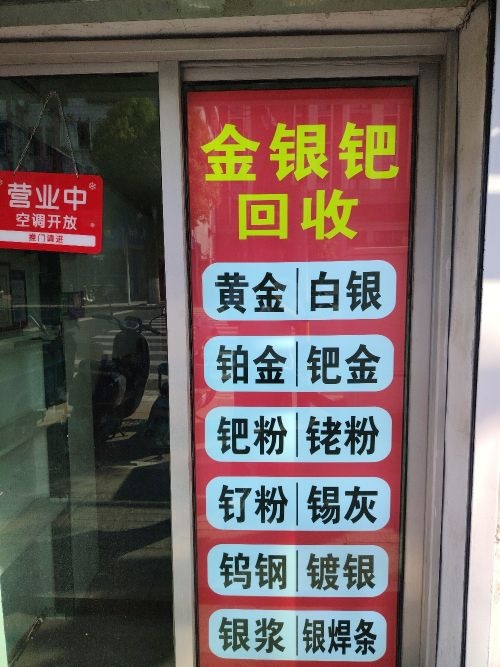 营业中
空调开放
推门请进
金银钯
回收
黄金 白银
铂金 钯金
钯粉 铑粉
钌粉 锡灰
钨钢 镀银
银浆 银焊条